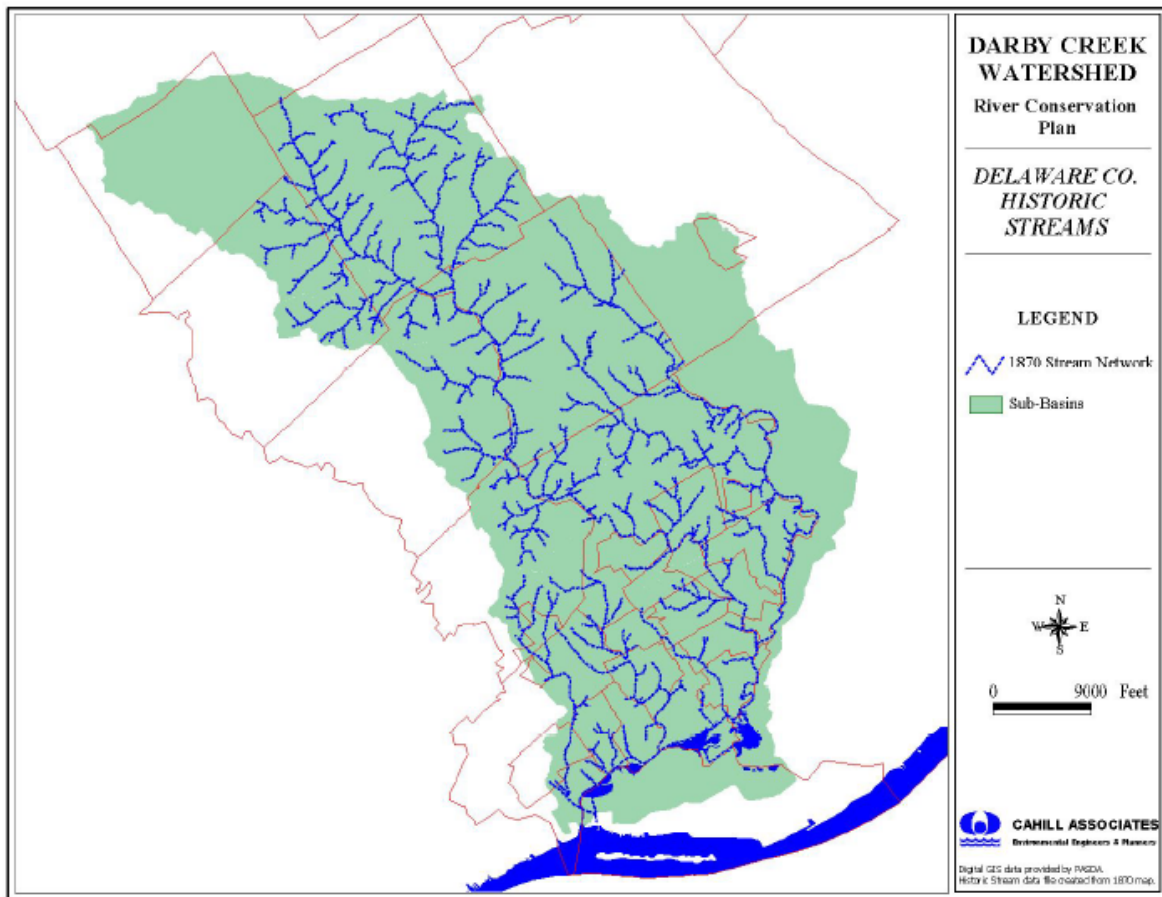 DARBY CREEK
WATERSHED
River Conservation
Plan
DELAWARE CO.
HISTORIC
STREAMS
LEGEND
1870 Stream Network
Sub-Basins
N
W E
S
0 9000 Feet
CAHILL ASSOCIATES
Environmental Engineers & Planners
Digital GIS data provided by PASDA.
Historic Stream data file created from 1870 map.